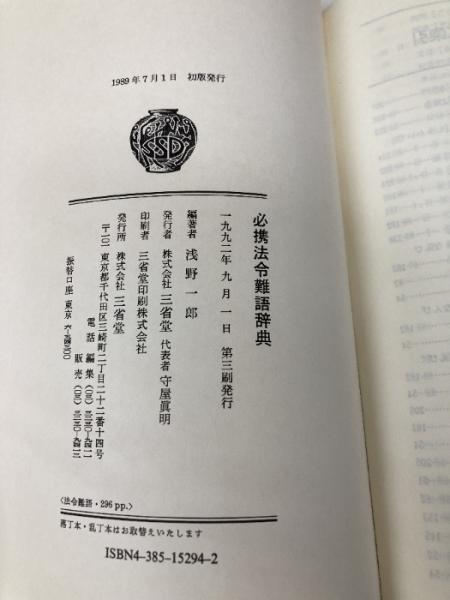 1989年7月1日　初版発行
SSD
必携法令難語辞典
一九九二年九月一日　第三刷発行
編著者　浅野一郎
発行者　株式会社 三省堂 代表者 守屋眞明
印刷者　三省堂印刷株式会社
発行所　株式会社 三省堂
〒一〇一 東京都千代田区三崎町二丁目二十二番十四号
電話 編集
販売
振替口座 東京
〈法令難語・296 pp.〉
落丁本・乱丁本はお取替えいたします
ISBN4-385-15294-2